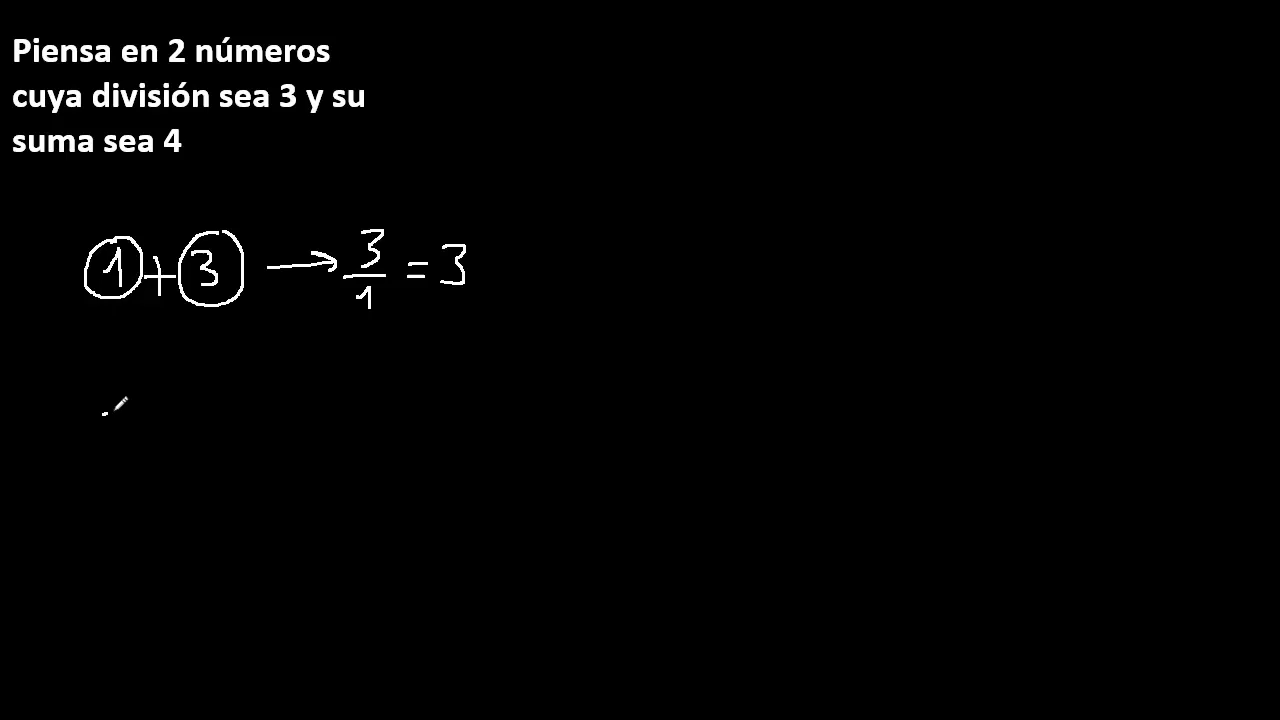 Piensa en 2 números
cuya división sea 3 y su
suma sea 4
1+3 → 3/1 = 3